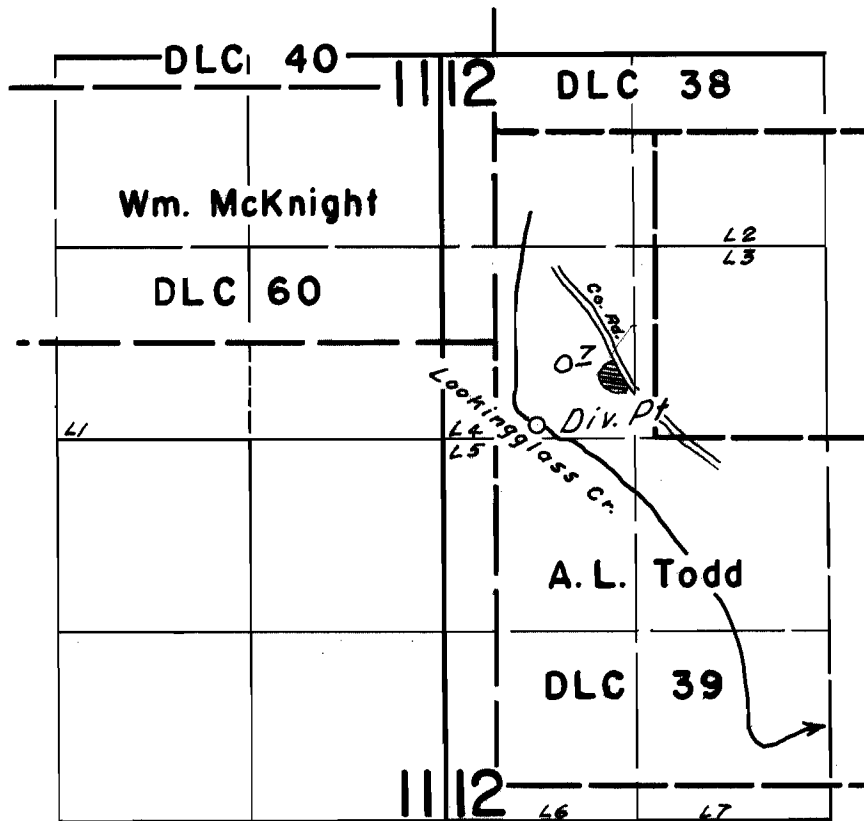 DLC 40
11 12
DLC 38
Wm. McKnight
L2
L3
DLC 60
Co. Rd.
7
Lookingglass Cr.
Div. Pt.
L1
L4
L5
A. L. Todd
DLC 39
11 12
L6
L7